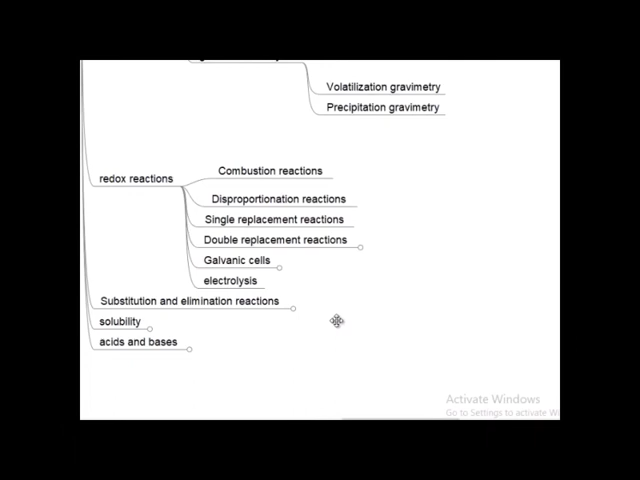 Volatilization gravimetry
Precipitation gravimetry
redox reactions
Combustion reactions
Disproportionation reactions
Single replacement reactions
Double replacement reactions
Galvanic cells
electrolysis
Substitution and elimination reactions
solubility
acids and bases
Activate Windows
Go to Settings to activate Wi